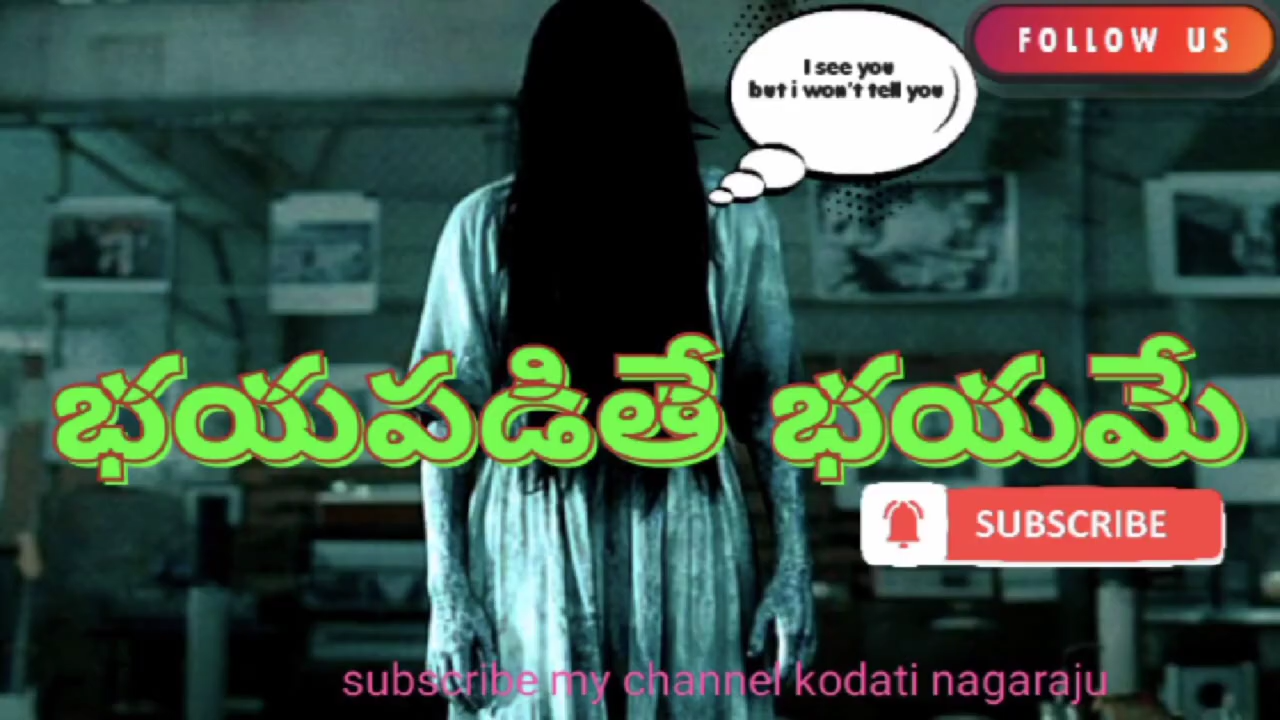 FOLLOW US
I see you
but i won't tell you
భయపడితే భయమే
SUBSCRIBE
subscribe my channel kodati nagaraju